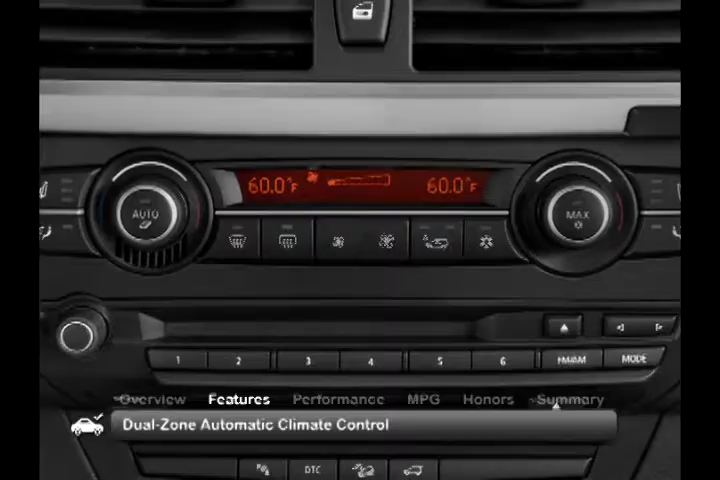 60.0°F 60.0°F
AUTO MAX
1 2 3 4 5 6 FM/AM MODE
Overview Features Performance MPG Honors Summary
Dual-Zone Automatic Climate Control
DTC